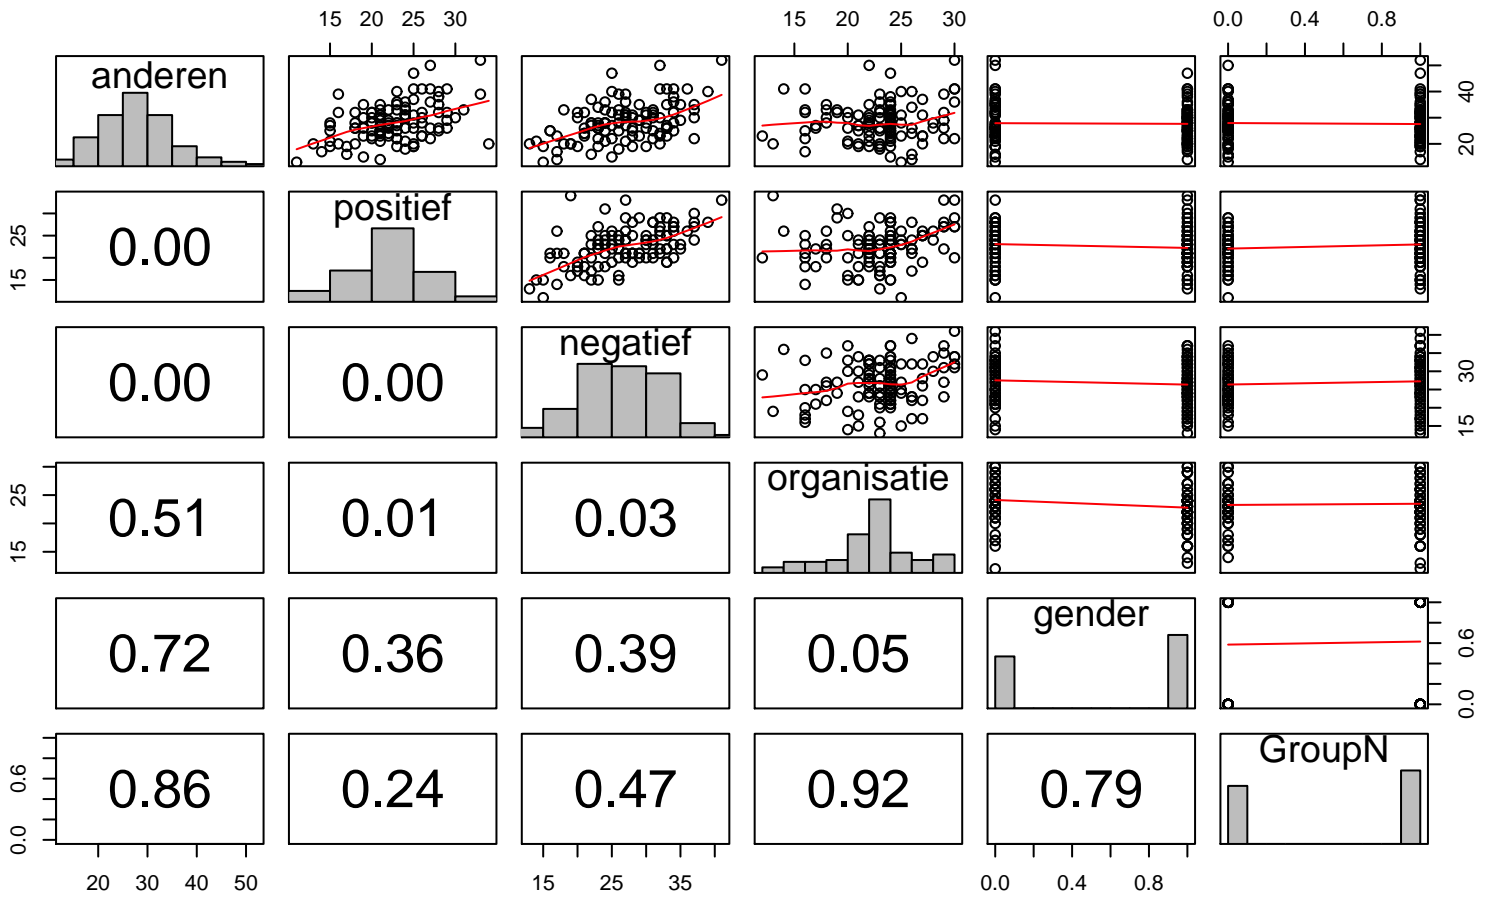 15 20 25 30 15 20 25 30 0.0 0.4 0.8
anderen
20 40
15 25
0.00 positief
0.00 0.00 negatief
15 30
15 25
0.51 0.01 0.03 organisatie
0.72 0.36 0.39 0.05 gender
0.0 0.6
0.0 0.6
0.86 0.24 0.47 0.92 0.79 GroupN
20 30 40 50 15 25 35 0.0 0.4 0.8